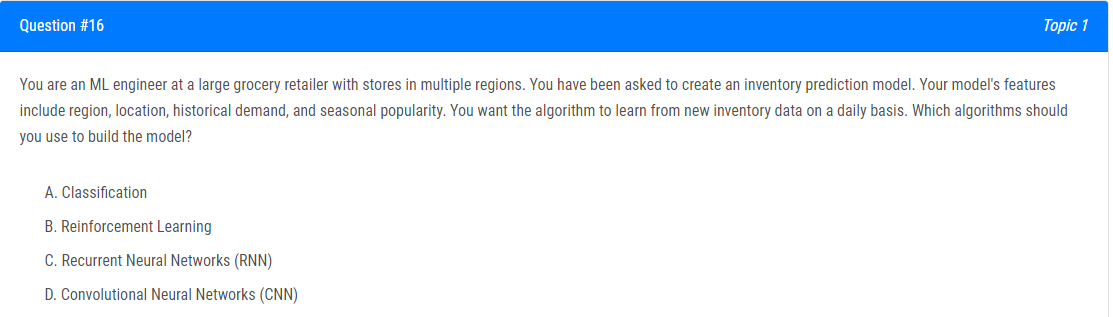 Question #16
Topic 1
You are an ML engineer at a large grocery retailer with stores in multiple regions. You have been asked to create an inventory prediction model. Your model's features
include region, location, historical demand, and seasonal popularity. You want the algorithm to learn from new inventory data on a daily basis. Which algorithms should
you use to build the model?
A. Classification
B. Reinforcement Learning
C. Recurrent Neural Networks (RNN)
D. Convolutional Neural Networks (CNN)